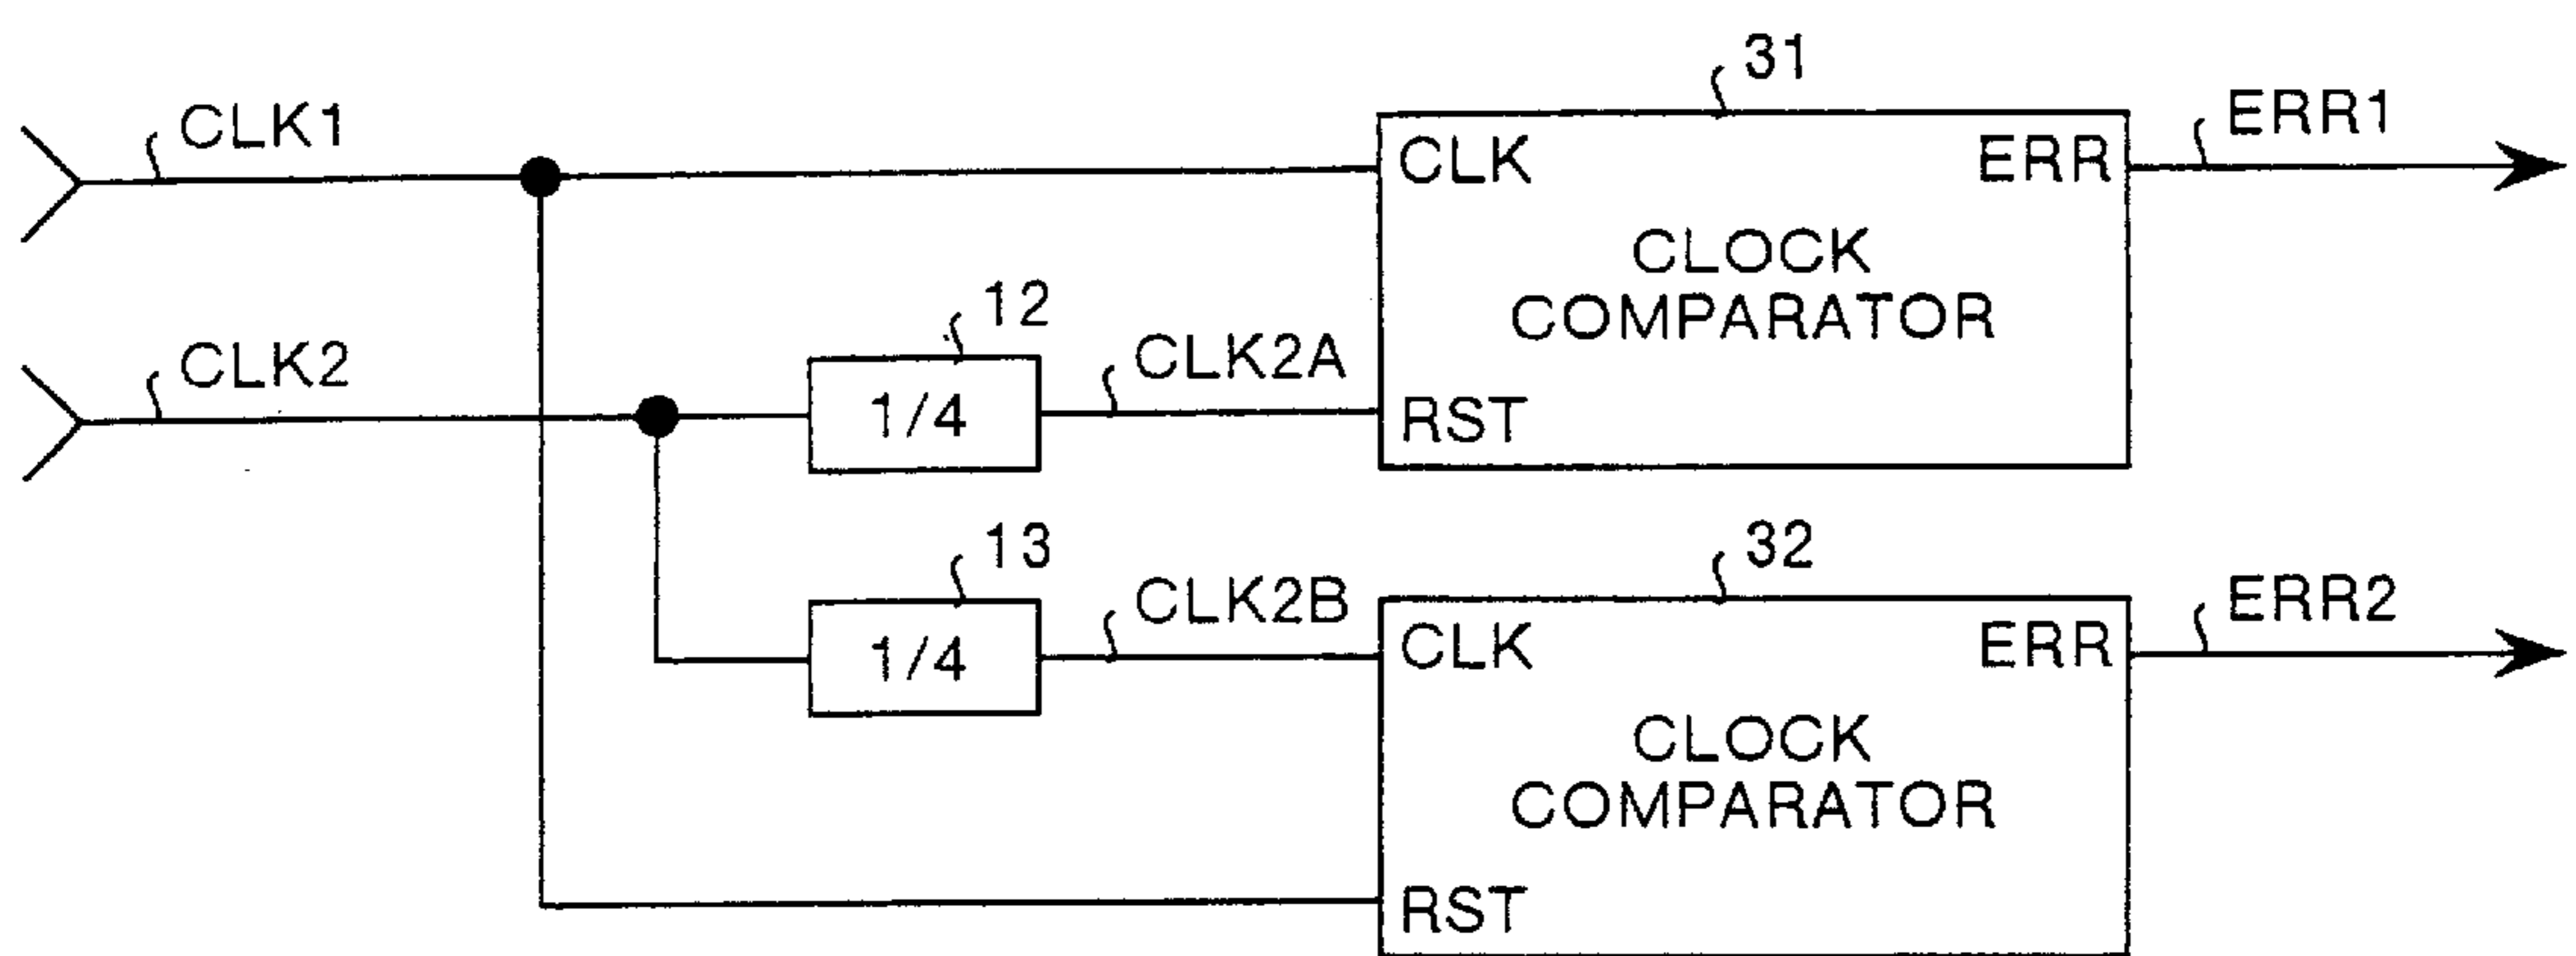 31
CLK1
ERR1
CLK
ERR
CLOCK
COMPARATOR
12
CLK2
CLK2A
1/4
RST
13
32
CLK2B
ERR2
1/4
CLK
ERR
CLOCK
COMPARATOR
RST